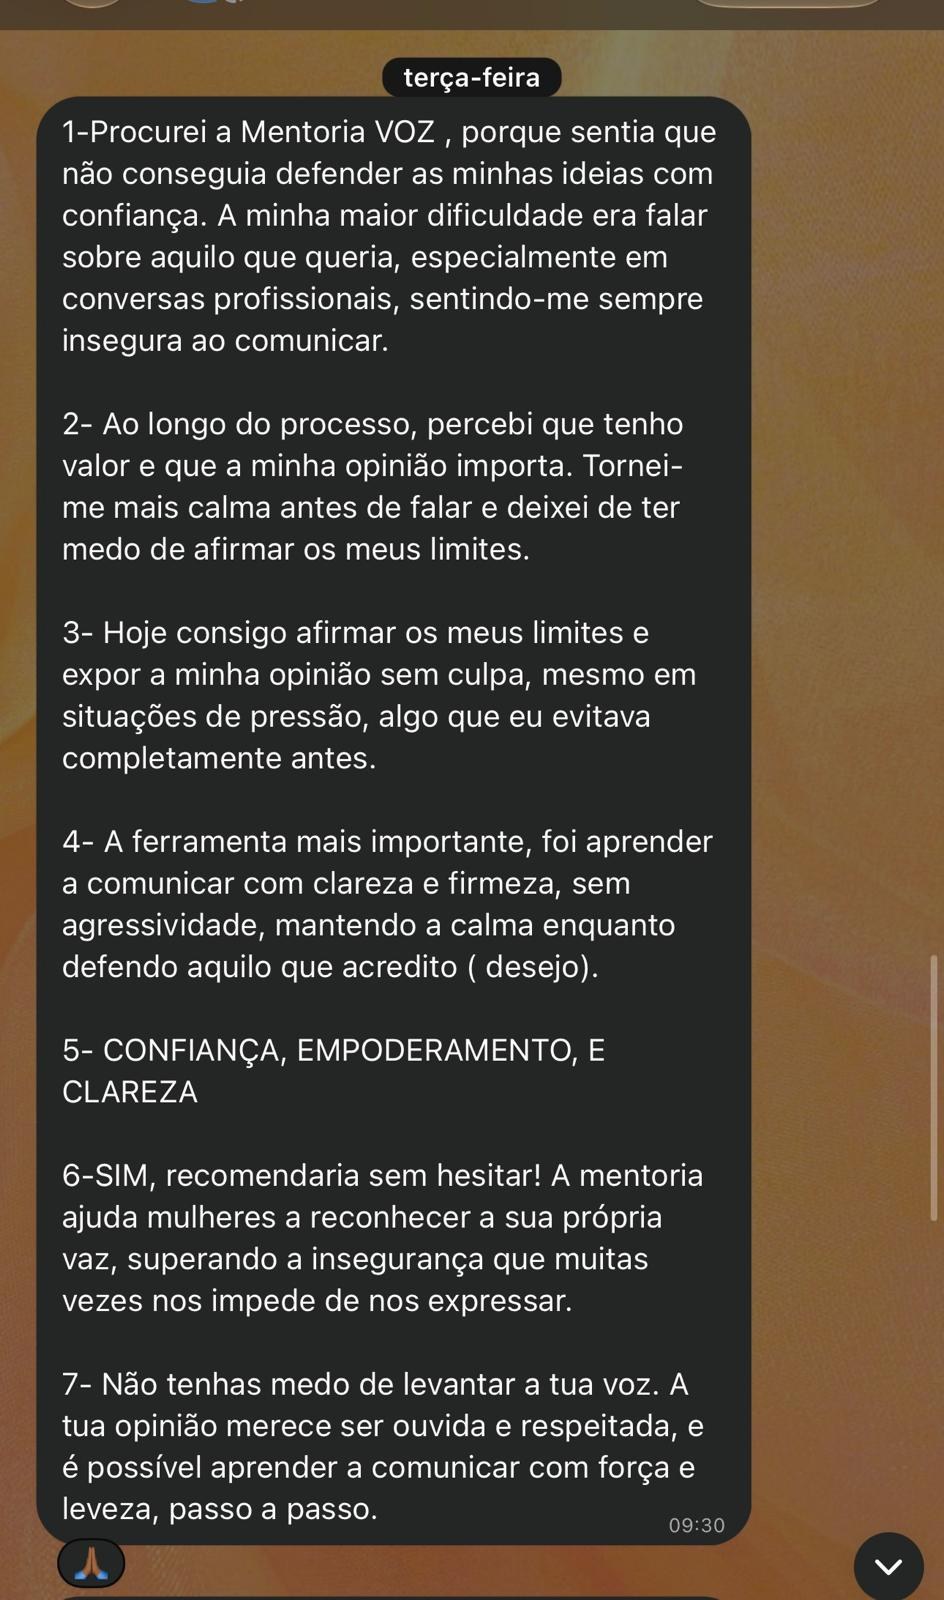 terça-feira
1-Procurei a Mentoria VOZ , porque sentia que
não conseguia defender as minhas ideias com
confiança. A minha maior dificuldade era falar
sobre aquilo que queria, especialmente em
conversas profissionais, sentindo-me sempre
insegura ao comunicar.
2- Ao longo do processo, percebi que tenho
valor e que a minha opinião importa. Tornei-
me mais calma antes de falar e deixei de ter
medo de afirmar os meus limites.
3- Hoje consigo afirmar os meus limites e
expor a minha opinião sem culpa, mesmo em
situações de pressão, algo que eu evitava
completamente antes.
4- A ferramenta mais importante, foi aprender
a comunicar com clareza e firmeza, sem
agressividade, mantendo a calma enquanto
defendo aquilo que acredito ( desejo).
5- CONFIANÇA, EMPODERAMENTO, E
CLAREZA
6-SIM, recomendaria sem hesitar! A mentoria
ajuda mulheres a reconhecer a sua própria
vaz, superando a insegurança que muitas
vezes nos impede de nos expressar.
7- Não tenhas medo de levantar a tua voz. A
tua opinião merece ser ouvida e respeitada, e
é possível aprender a comunicar com força e
leveza, passo a passo.
09:30